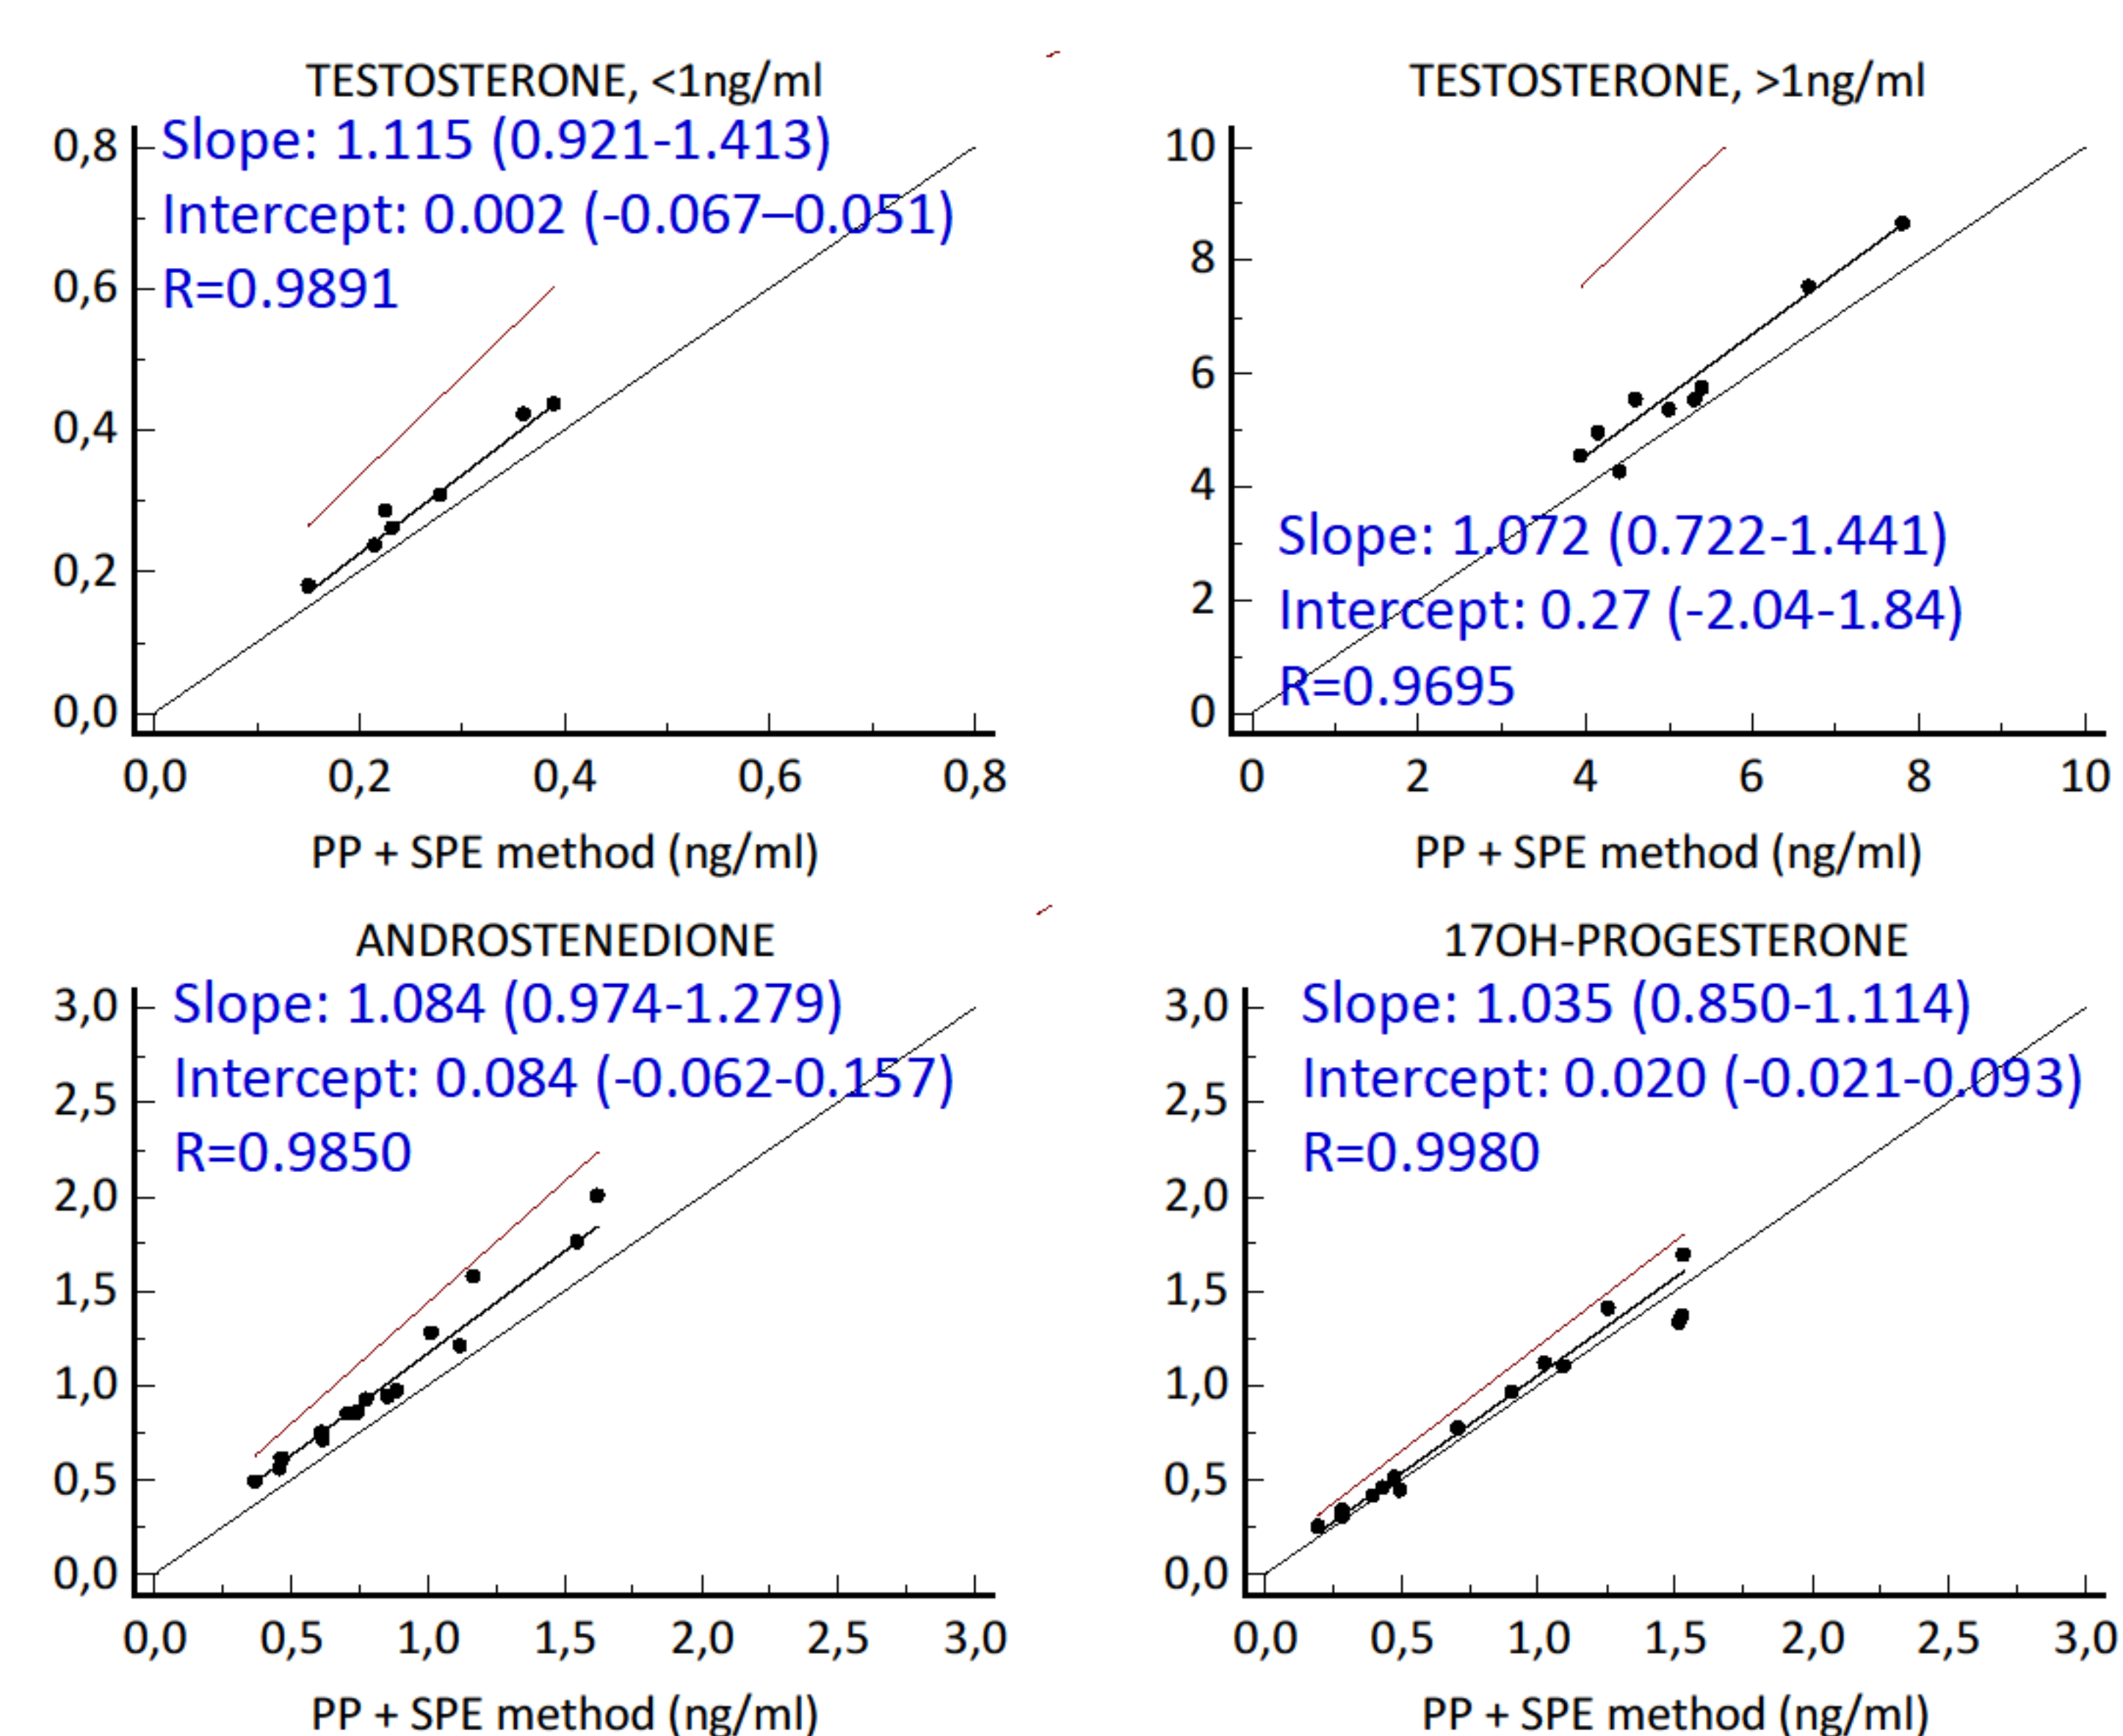 TESTOSTERONE, <1ng/ml
Slope: 1.115 (0.921-1.413)
Intercept: 0.002 (-0.067–0.051)
R=0.9891
0,8
0,6
0,4
0,2
0,0
0,0 0,2 0,4 0,6 0,8
PP + SPE method (ng/ml)
TESTOSTERONE, >1ng/ml
10
8
6
4
2
0
Slope: 1.072 (0.722-1.441)
Intercept: 0.27 (-2.04-1.84)
R=0.9695
0 2 4 6 8 10
PP + SPE method (ng/ml)
ANDROSTENEDIONE
Slope: 1.084 (0.974-1.279)
Intercept: 0.084 (-0.062-0.157)
R=0.9850
3,0
2,5
2,0
1,5
1,0
0,5
0,0
0,0 0,5 1,0 1,5 2,0 2,5 3,0
PP + SPE method (ng/ml)
17OH-PROGESTERONE
Slope: 1.035 (0.850-1.114)
Intercept: 0.020 (-0.021-0.093)
R=0.9980
3,0
2,5
2,0
1,5
1,0
0,5
0,0
0,0 0,5 1,0 1,5 2,0 2,5 3,0
PP + SPE method (ng/ml)